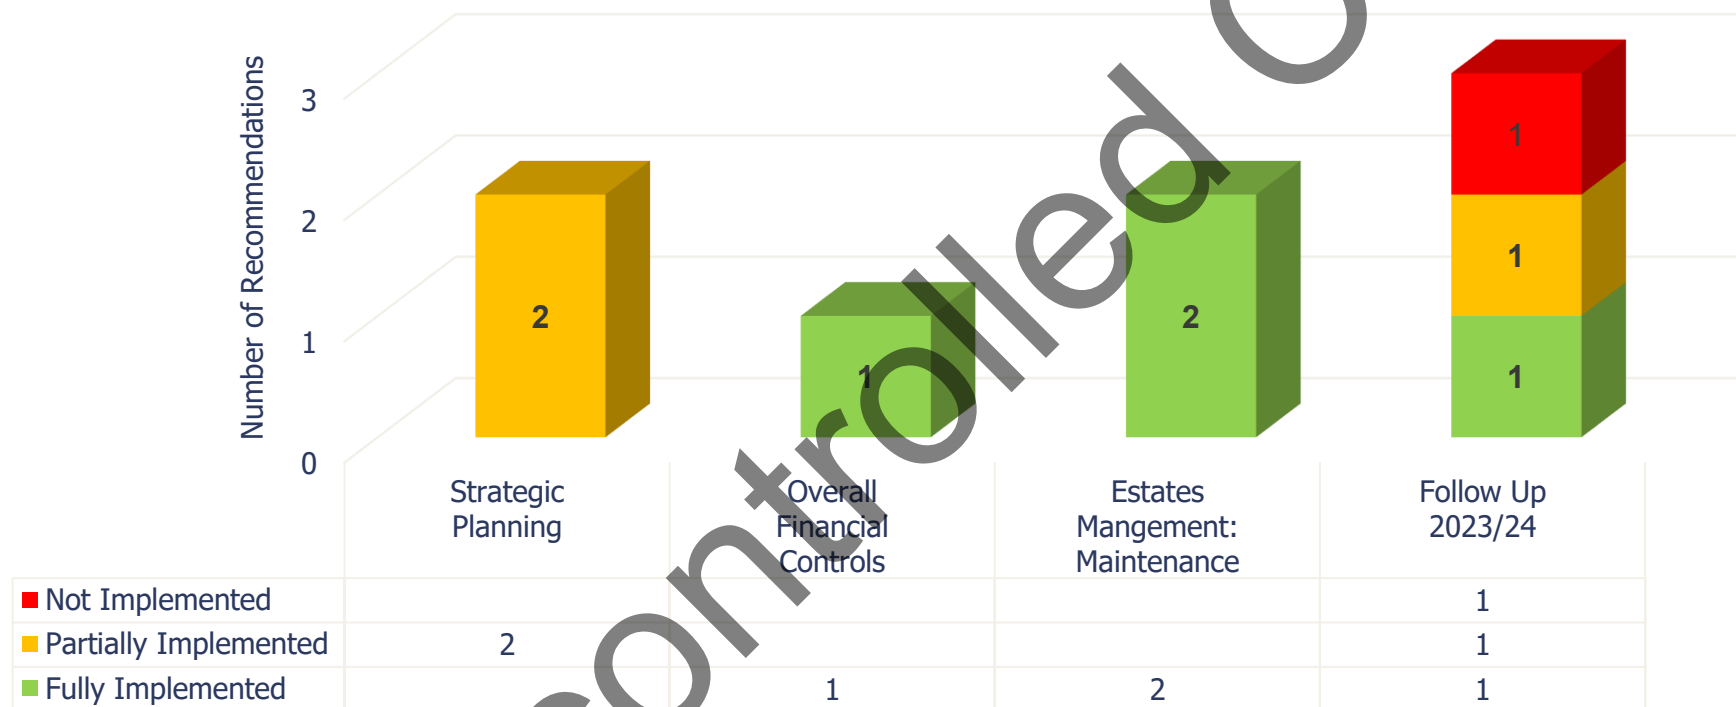 Number of Recommendations
3
2
1
0
2
1
2
1
1
1
Strategic
Planning
Overall
Financial
Controls
Estates
Mangement:
Maintenance
Follow Up
2023/24
Not Implemented 1
Partially Implemented 2 1
Fully Implemented 1 2 1
ontrolled